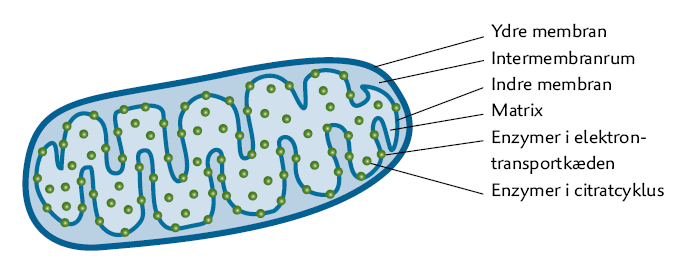 Ydre membran
Intermembranrum
Indre membran
Matrix
Enzymer i elektron-
transportkæden
Enzymer i citratcyklus